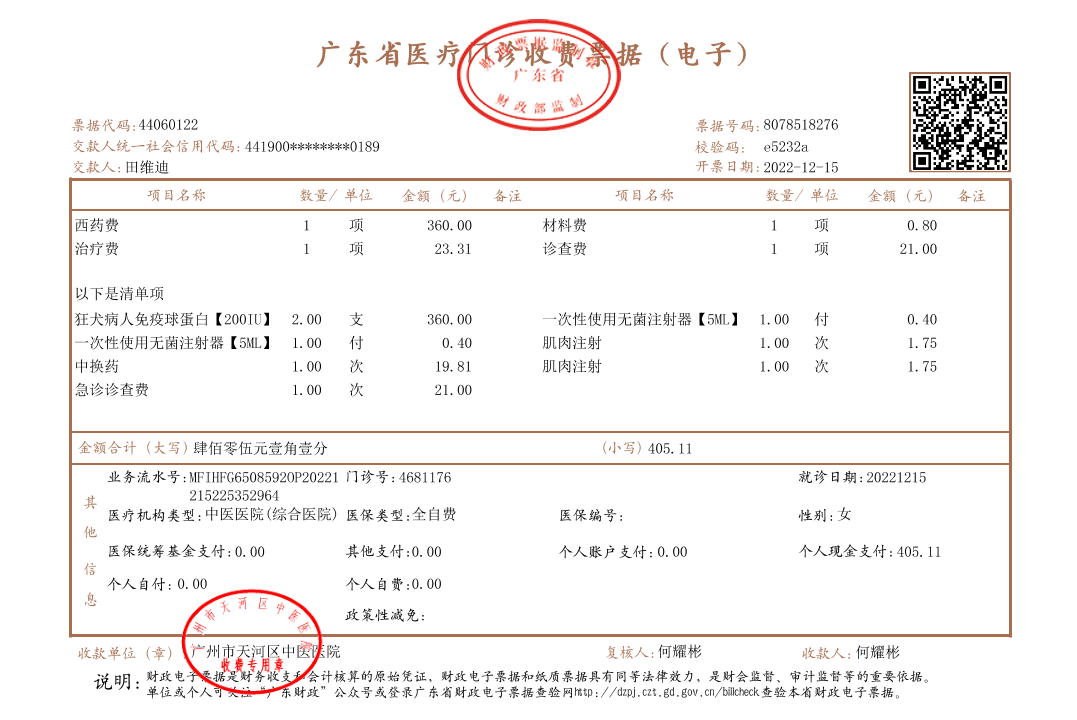 广东省医疗门诊收费票据（电子）
财政票据监制章
广东省
财政部监制
票据代码:44060122 票据号码:8078518276
交款人统一社会信用代码:441900********0189 校验码: e5232a
交款人:田维迪 开票日期:2022-12-15
项目名称 数量/单位 金额（元） 备注 项目名称 数量/单位 金额（元） 备注
西药费 1 项 360.00 材料费 1 项 0.80
治疗费 1 项 23.31 诊查费 1 项 21.00
以下是清单项
狂犬病人免疫球蛋白【200IU】 2.00 支 360.00 一次性使用无菌注射器【5ML】 1.00 付 0.40
一次性使用无菌注射器【5ML】 1.00 付 0.40 肌肉注射 1.00 次 1.75
中换药 1.00 次 19.81 肌肉注射 1.00 次 1.75
急诊诊查费 1.00 次 21.00
金额合计（大写）肆佰零伍元壹角壹分 (小写) 405.11
其他信息
业务流水号:MFIHFG6508592OP20221 门诊号:4681176 就诊日期:20221215
215225352964
医疗机构类型:中医医院(综合医院) 医保类型:全自费 医保编号: 性别:女
医保统筹基金支付:0.00 其他支付:0.00 个人账户支付:0.00 个人现金支付:405.11
个人自付:0.00 个人自费:0.00
政策性减免:
广州市天河区中医医院
收费专用章
收款单位（章） 广州市天河区中医医院 复核人:何耀彬 收款人:何耀彬
说明: 财政电子票据是财务收支和会计核算的原始凭证，财政电子票据和纸质票据具有同等法律效力，是财会监督、审计监督等的重要依据。
单位或个人可关注“广东财政”公众号或登录广东省财政电子票据查验网http://dzpj.czt.gd.gov.cn/billcheck查验本省财政电子票据。